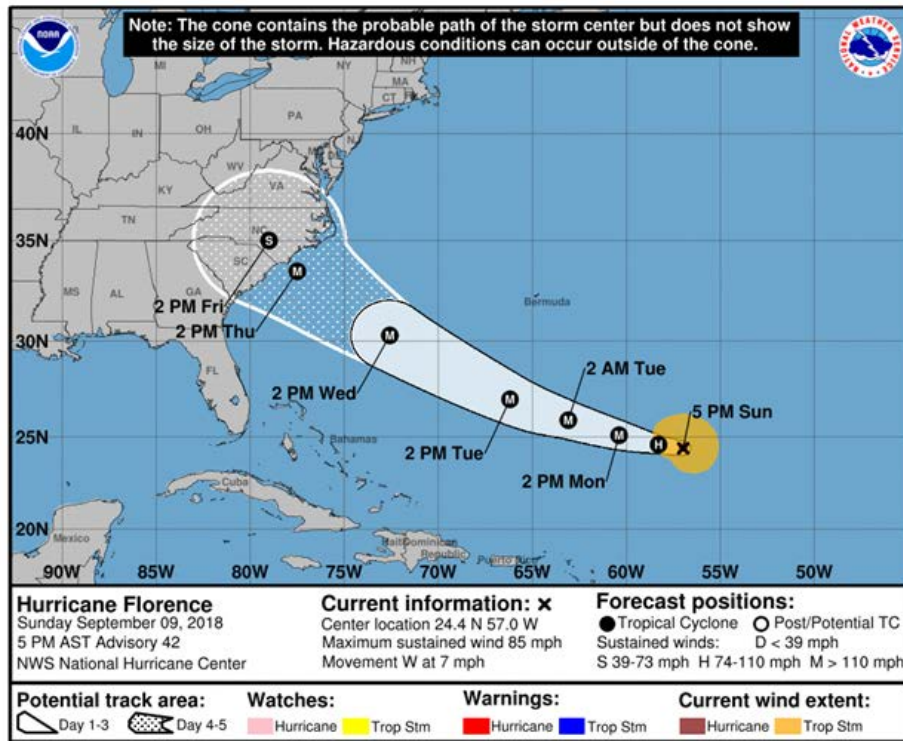 Note: The cone contains the probable path of the storm center but does not show
the size of the storm. Hazardous conditions can occur outside of the cone.
NOAA
NATIONAL WEATHER SERVICE
MI
NY
NH
MA
CT
PA
IL
IN
OH
40N
WV
VA
KY
TN
NC
35N
SC
MS
AL
GA
2 PM Fri
2 PM Thu
Bermuda
30N
FL
2 PM Wed
2 AM Tue
5 PM Sun
2 PM Tue
2 PM Mon
25N
Bahamas
Cuba
20N
Mexico
Haiti
Dominican
Republic
Puerto Rico
S
M
M
M
M
M
H
90W 85W 80W 75W 70W 65W 60W 55W 50W
Hurricane Florence
Sunday September 09, 2018
5 PM AST Advisory 42
NWS National Hurricane Center
Current information: x
Center location 24.4 N 57.0 W
Maximum sustained wind 85 mph
Movement W at 7 mph
Forecast positions:
Tropical Cyclone Post/Potential TC
Sustained winds: D < 39 mph
S 39-73 mph H 74-110 mph M > 110 mph
Potential track area:
Day 1-3 Day 4-5
Watches:
Hurricane Trop Stm
Warnings:
Hurricane Trop Stm
Current wind extent:
Hurricane Trop Stm